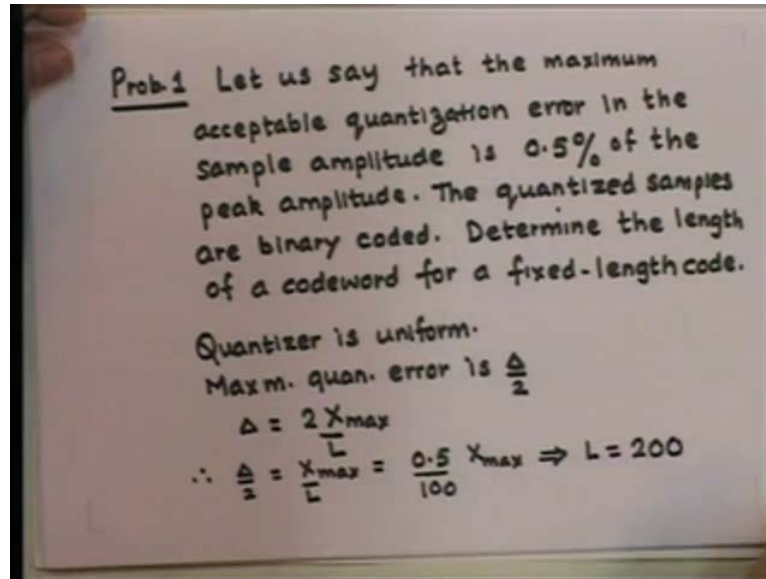 Prob.1 Let us say that the maximum
acceptable quantization error in the
sample amplitude is 0.5% of the
peak amplitude. The quantized samples
are binary coded. Determine the length
of a codeword for a fixed-length code.
Quantizer is uniform.
Maxm. quan. error is Δ/2
Δ = 2 Xmax/L
∴ Δ/2 = Xmax/L = 0.5/100 Xmax ⇒ L = 200